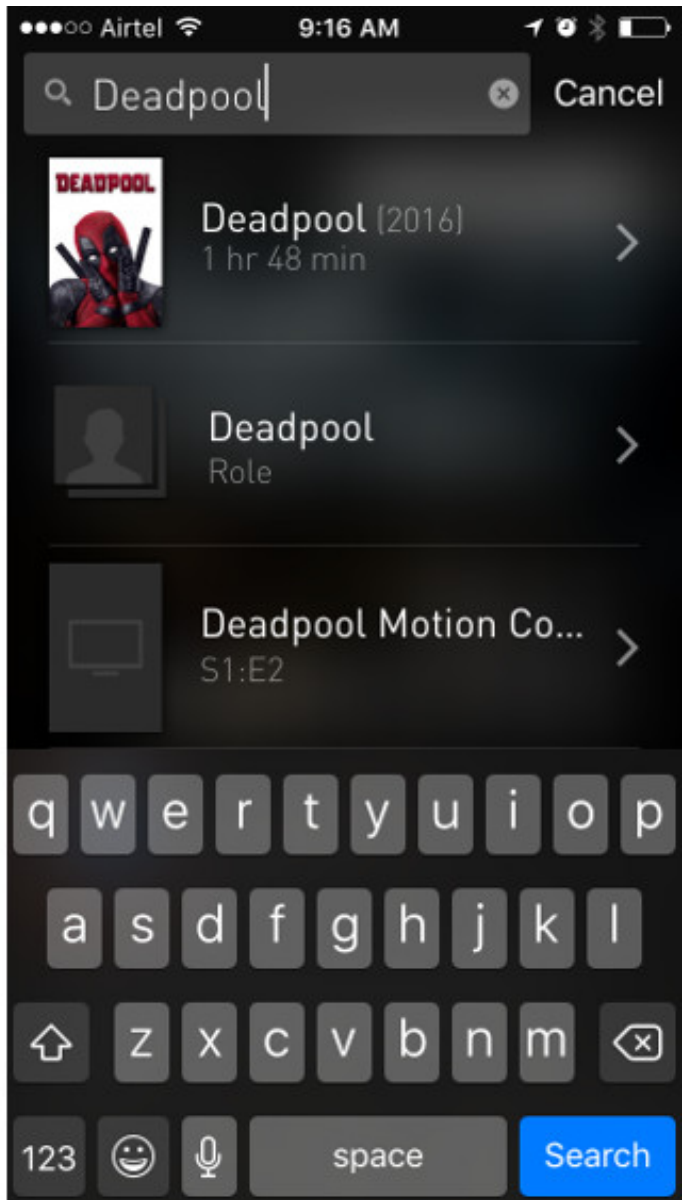 Airtel 9:16 AM
Deadpool Cancel
DEADPOOL
Deadpool (2016)
1 hr 48 min
Deadpool
Role
Deadpool Motion Co...
S1:E2
q w e r t y u i o p
a s d f g h j k l
z x c v b n m
123 space Search